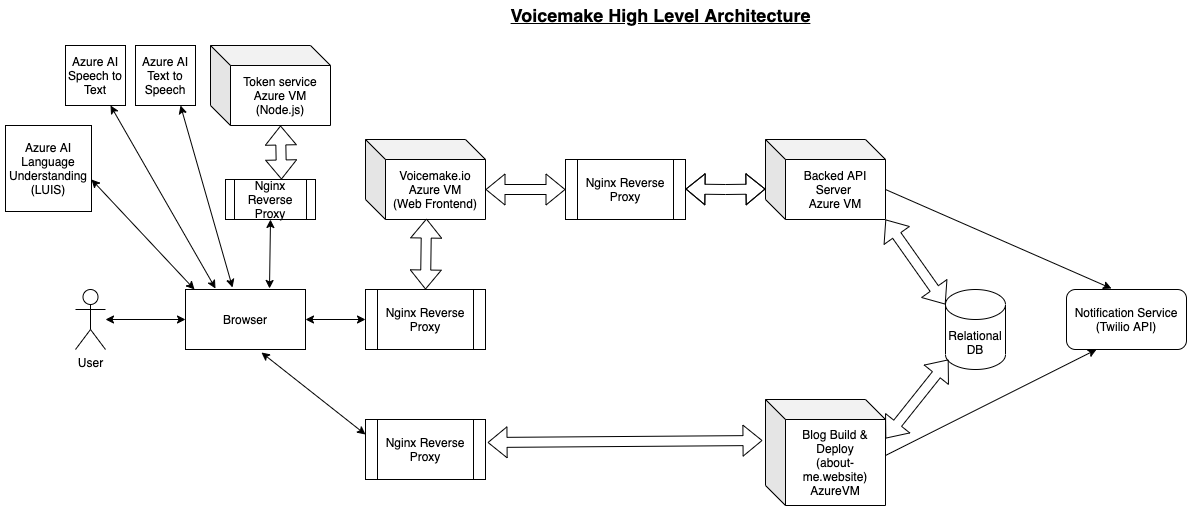 Voicemake High Level Architecture
Azure AI
Speech to
Text
Azure AI
Text to
Speech
Token service
Azure VM
(Node.js)
Azure AI
Language
Understanding
(LUIS)
Nginx
Reverse
Proxy
Voicemake.io
Azure VM
(Web Frontend)
Nginx Reverse
Proxy
Backed API
Server
Azure VM
User
Browser
Nginx Reverse
Proxy
Relational
DB
Notification Service
(Twilio API)
Nginx Reverse
Proxy
Blog Build &
Deploy
(about-
me.website)
AzureVM